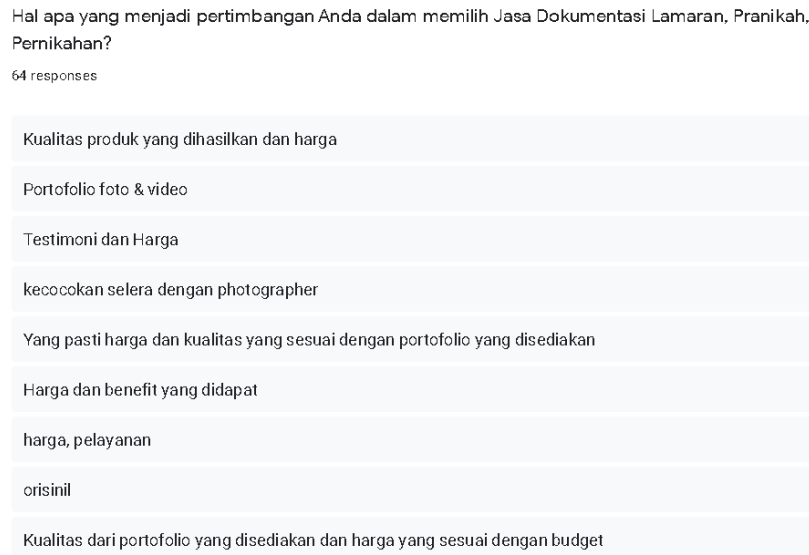 Hal apa yang menjadi pertimbangan Anda dalam memilih Jasa Dokumentasi Lamaran, Pranikah,
Pernikahan?
64 responses
Kualitas produk yang dihasilkan dan harga
Portofolio foto & video
Testimoni dan Harga
kecocokan selera dengan photographer
Yang pasti harga dan kualitas yang sesuai dengan portofolio yang disediakan
Harga dan benefit yang didapat
harga, pelayanan
orisinil
Kualitas dari portofolio yang disediakan dan harga yang sesuai dengan budget